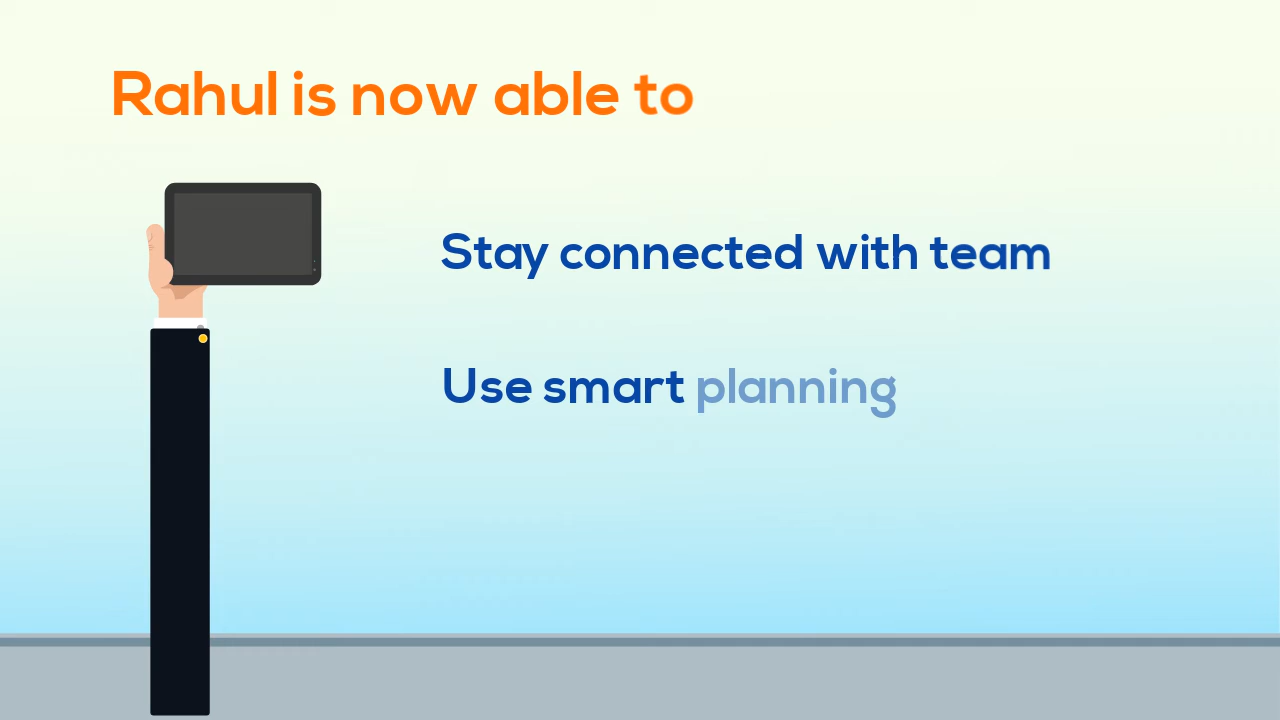 Rahul is now able to
Stay connected with team
Use smart planning